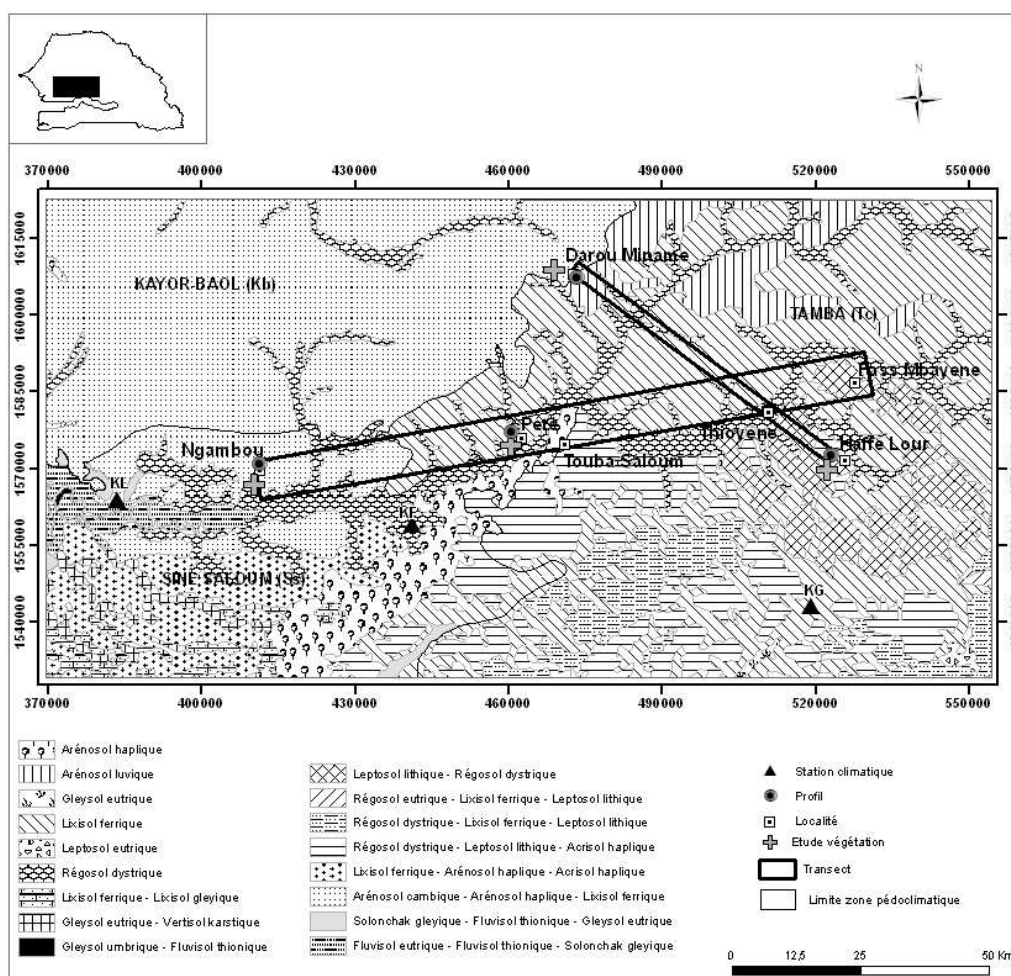 N
370000 400000 430000 460000 490000 520000 550000
1615000
1600000
1585000
1570000
1555000
1540000
Darou Miname
KAYOR-BAOL (Kb)
TAMBA (Tc)
Fass Mbayene
Pete
Thioyene
Haffe Lour
Ngambou
Touba-Saloum
KL
KF
SINE SALOUM (Ss)
KG
370000 400000 430000 460000 490000 520000 550000
Arénosol haplique
Arénosol luvique
Gleysol eutrique
Lixisol ferrique
Leptosol eutrique
Régosol dystrique
Lixisol ferrique - Lixisol gleyique
Gleysol eutrique - Vertisol karstique
Gleysol umbrique - Fluvisol thionique
Leptosol lithique - Régosol dystrique
Régosol eutrique - Lixisol ferrique - Leptosol lithique
Régosol dystrique - Lixisol ferrique - Leptosol lithique
Régosol dystrique - Leptosol lithique - Acrisol haplique
Lixisol ferrique - Arénosol haplique - Acrisol haplique
Arénosol cambique - Arénosol haplique - Lixisol ferrique
Solonchak gleyique - Fluvisol thionique - Gleysol eutrique
Fluvisol eutrique - Fluvisol thionique - Solonchak gleyique
Station climatique
Profil
Localité
Etude végétation
Transect
Limite zone pédoclimatique
0 12,5 25 50 Km